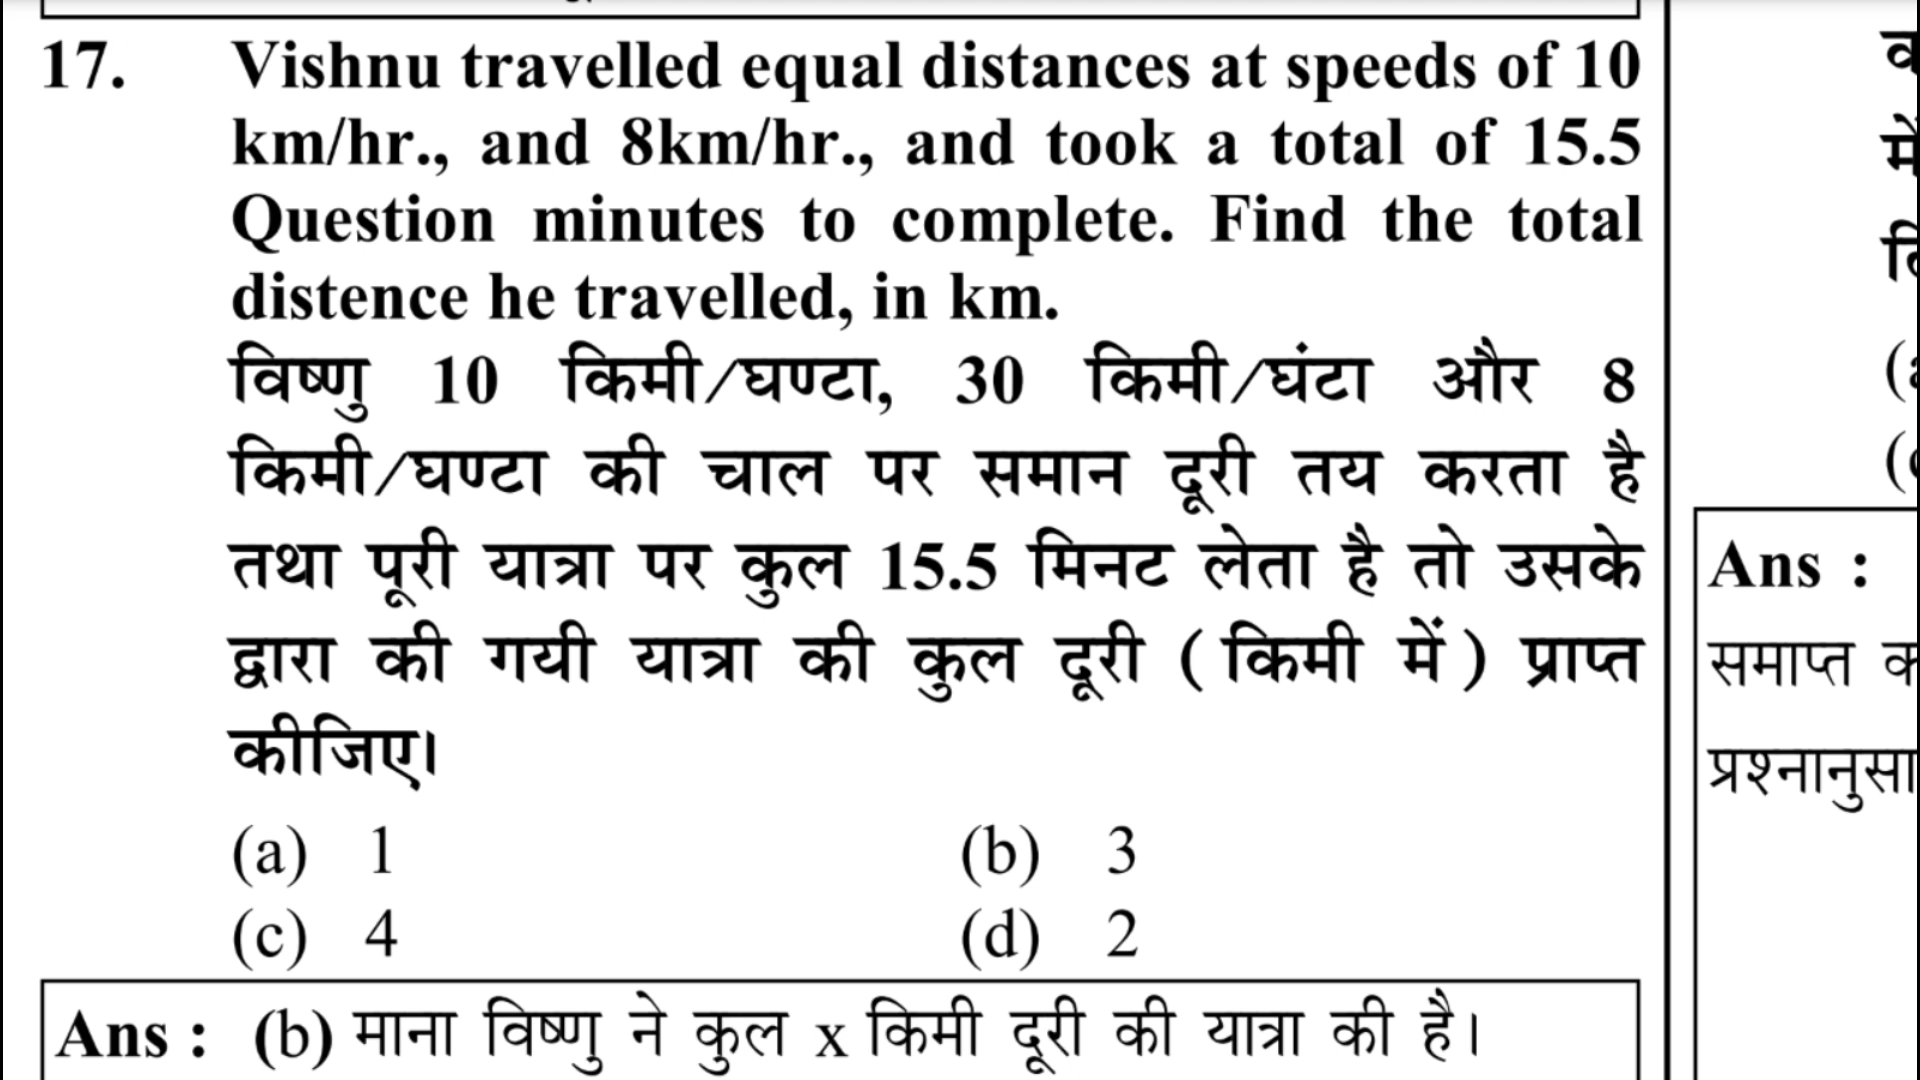 17. Vishnu travelled equal distances at speeds of 10
km/hr., and 8km/hr., and took a total of 15.5
Question minutes to complete. Find the total
distence he travelled, in km.
विष्णु 10 किमी/घण्टा, 30 किमी/घंटा और 8
किमी/घण्टा की चाल पर समान दूरी तय करता है
तथा पूरी यात्रा पर कुल 15.5 मिनट लेता है तो उसके
द्वारा की गयी यात्रा की कुल दूरी (किमी में) प्राप्त
कीजिए।
(a) 1 (b) 3
(c) 4 (d) 2
Ans : (b) माना विष्णु ने कुल x किमी दूरी की यात्रा की है।
Ans :
समाप्त